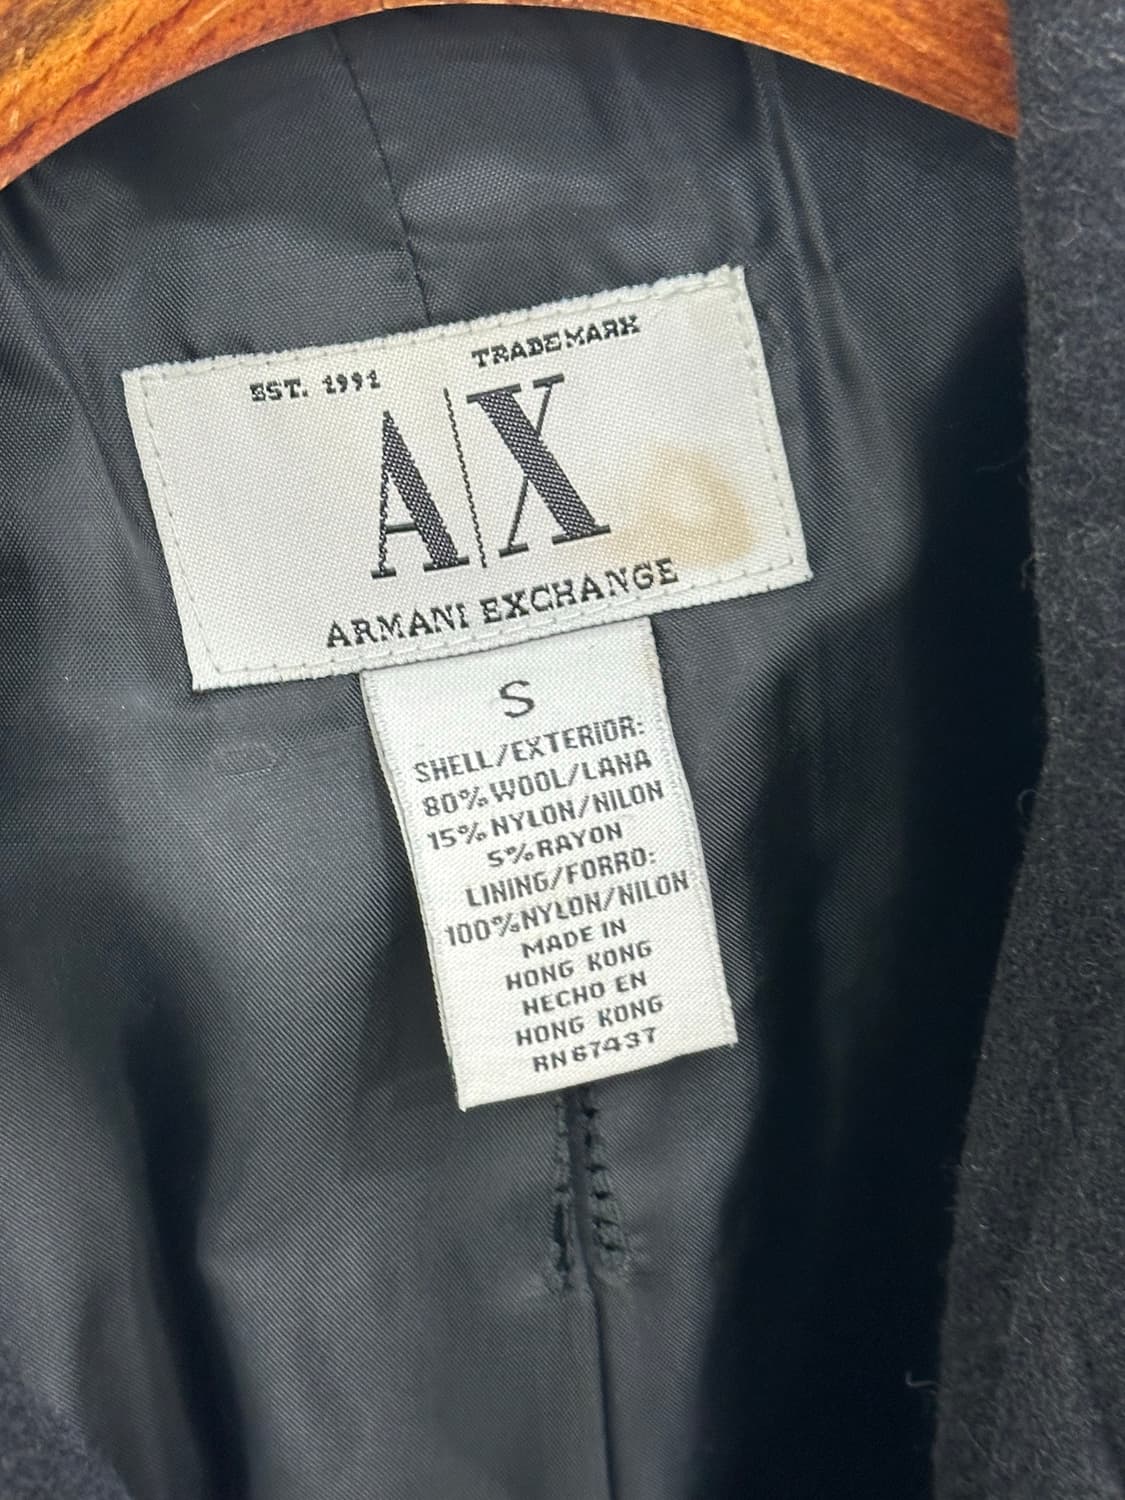 EST. 1991 TRADEMARK
A|X
ARMANI EXCHANGE
S
SHELL/EXTERIOR:
80% WOOL/LANA
15% NYLON/NILON
5% RAYON
LINING/FORRO:
100% NYLON/NILON
MADE IN
HONG KONG
HECHO EN
HONG KONG
RN 67437